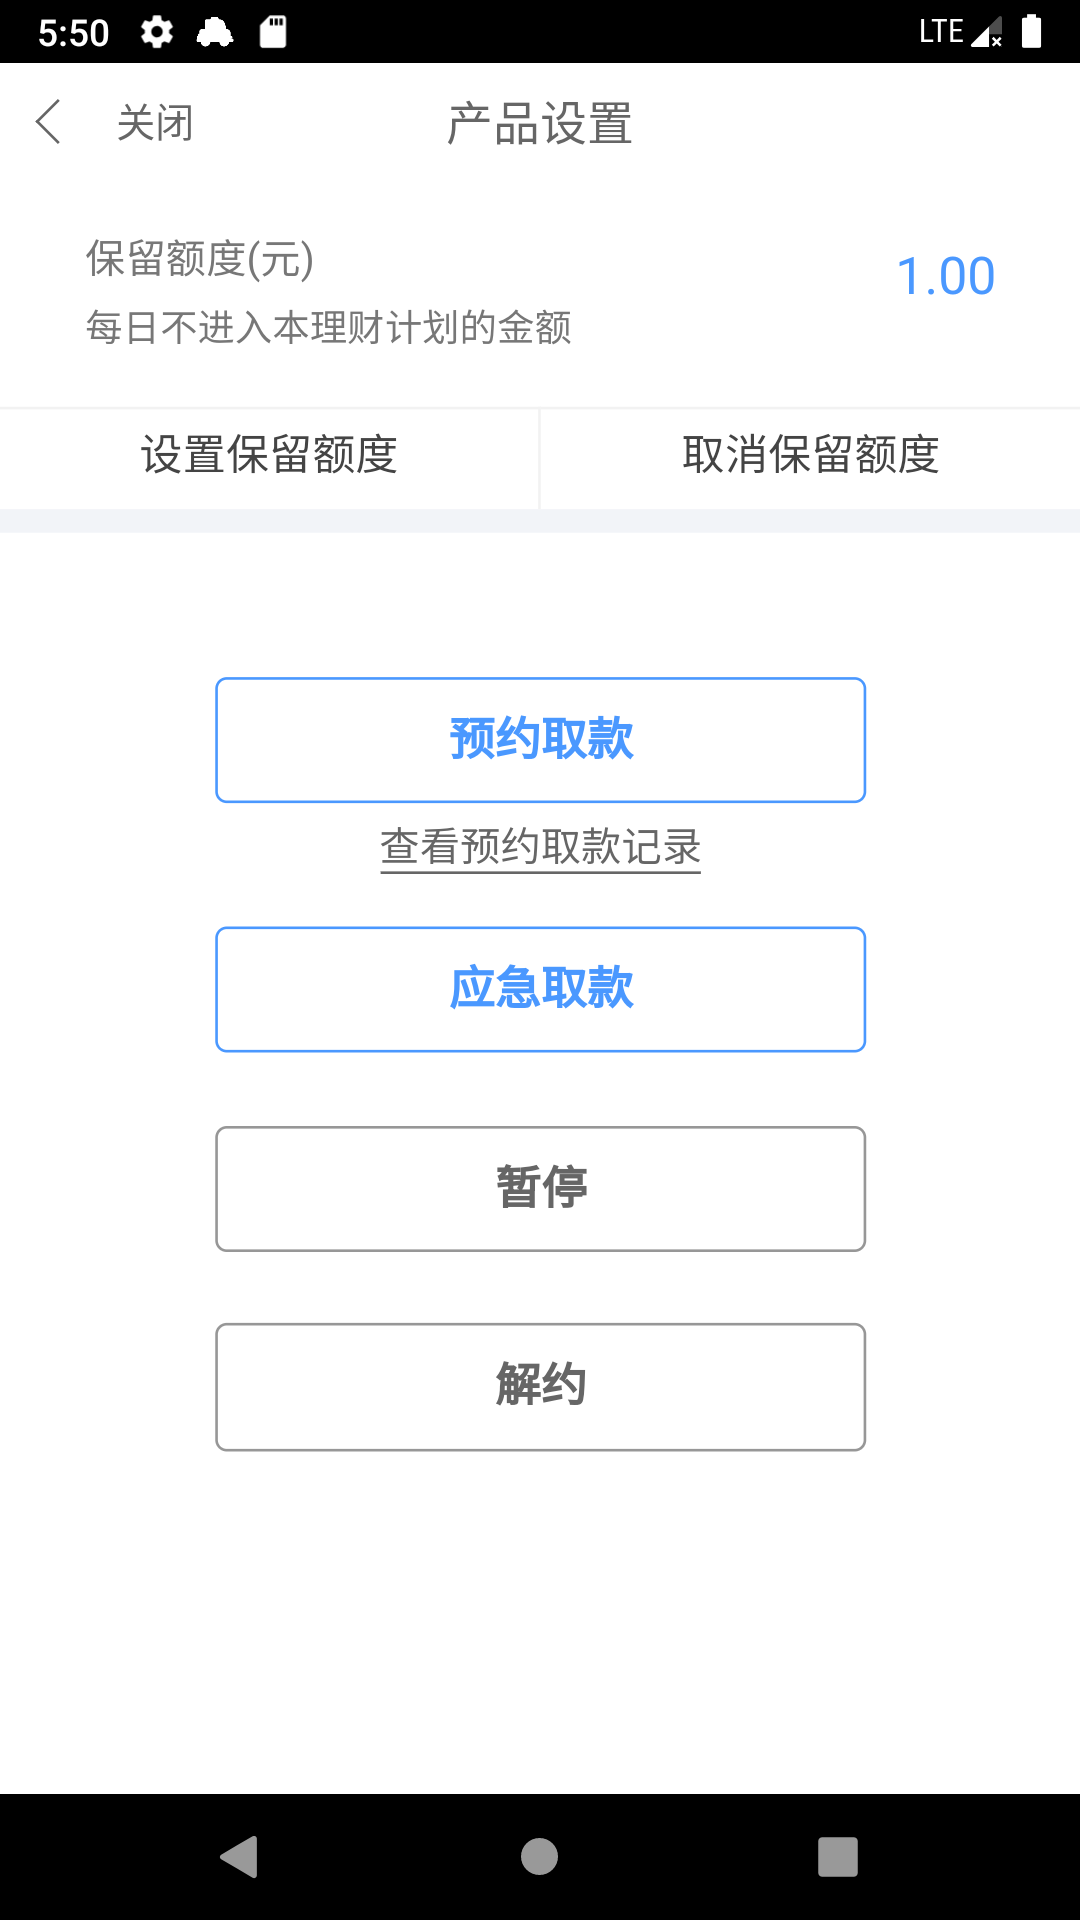 5:50 LTE
关闭 产品设置
保留额度(元)
1.00
每日不进入本理财计划的金额
设置保留额度 取消保留额度
预约取款
查看预约取款记录
应急取款
暂停
解约